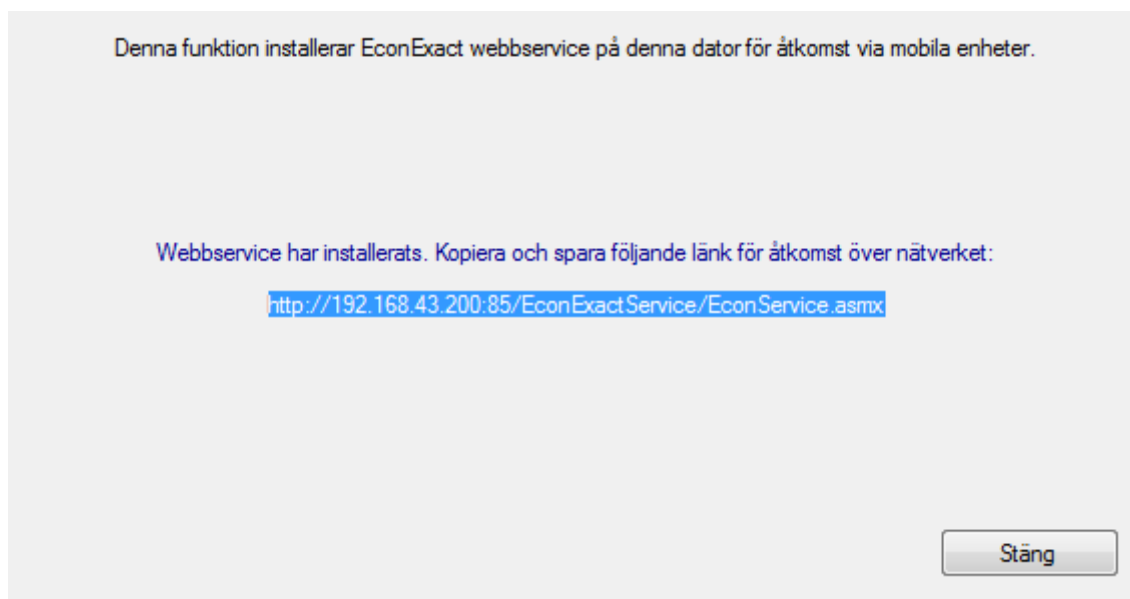 Denna funktion installerar EconExact webbservice på denna dator för åtkomst via mobila enheter.
Webbservice har installerats. Kopiera och spara följande länk för åtkomst över nätverket:
http://192.168.43.200:85/EconExactService/EconService.asmx
Stäng